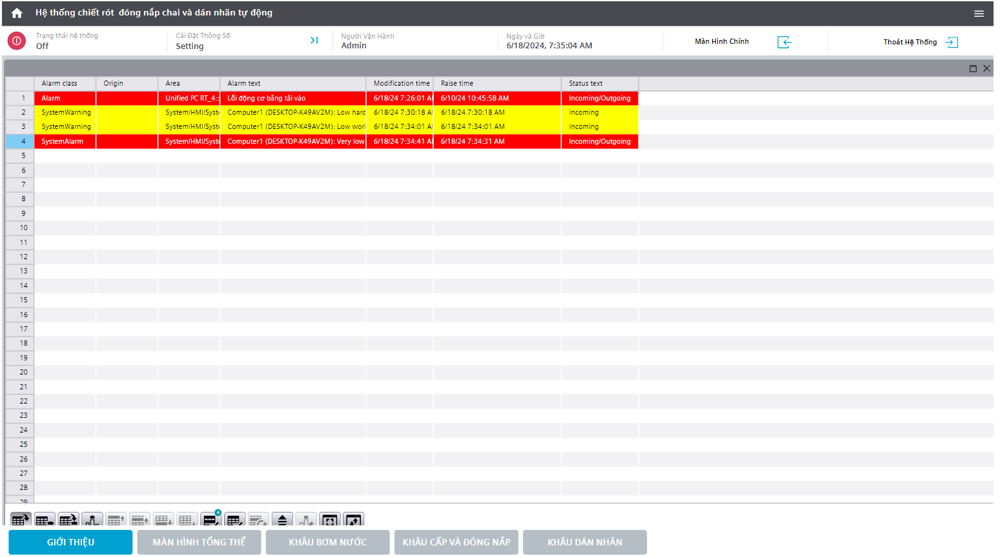 Hệ thống chiết rót  đóng nắp chai và dán nhãn tự động
Trạng thái hệ thống
Off
Cài Đặt Thông Số
Setting
Người Vận Hành
Admin
Ngày và Giờ
6/18/2024, 7:35:04 AM
Màn Hình Chính
Thoát Hệ Thống
Alarm class Origin Area Alarm text Modification time Raise time Status text
1 Alarm Unified PC RT_4:: Lỗi động cơ băng tải vào 6/18/24 7:26:01 AM 6/10/24 10:45:58 AM Incoming/Outgoing
2 SystemWarning System/HMI/Syste Computer1 (DESKTOP-K49AV2M): Low hard 6/18/24 7:30:18 AM 6/18/24 7:30:18 AM Incoming
3 SystemWarning System/HMI/Syste Computer1 (DESKTOP-K49AV2M): Low worl 6/18/24 7:34:01 AM 6/18/24 7:34:01 AM Incoming
4 SystemAlarm System/HMI/Syste Computer1 (DESKTOP-K49AV2M): Very low 6/18/24 7:34:41 AM 6/18/24 7:34:31 AM Incoming/Outgoing
5
6
7
8
9
10
11
12
13
14
15
16
17
18
19
20
21
22
23
24
25
26
27
28
29
4
GIỚI THIỆU
MÀN HÌNH TỔNG THỂ
KHÂU BƠM NƯỚC
KHÂU CẤP VÀ ĐÓNG NẮP
KHÂU DÁN NHÃN